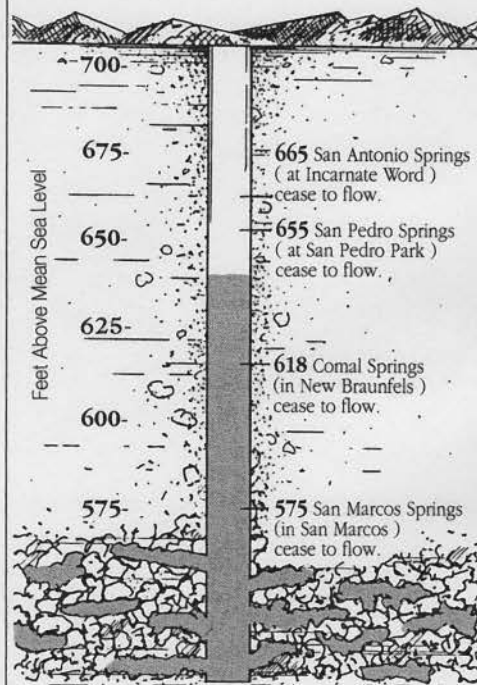 700-
675-
650-
625-
600-
575-
Feet Above Mean Sea Level
665 San Antonio Springs
( at Incarnate Word )
cease to flow.
655 San Pedro Springs
( at San Pedro Park )
cease to flow.
618 Comal Springs
(in New Braunfels )
cease to flow.
575 San Marcos Springs
(in San Marcos )
cease to flow.